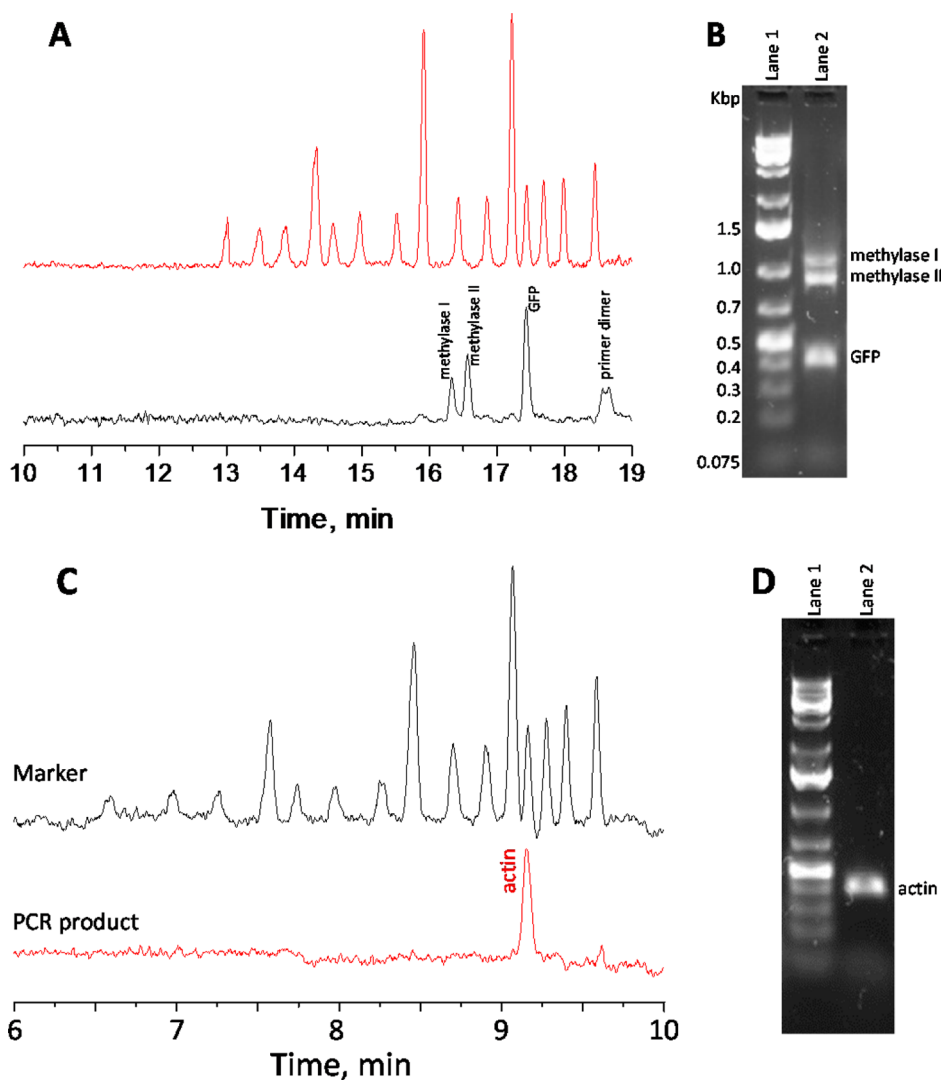 A
methylase I
methylase II
GFP
primer dimer
10 11 12 13 14 15 16 17 18 19
Time, min
B
Lane 1
Lane 2
Kbp
1.5
1.0
0.7
0.5
0.4
0.3
0.2
0.075
methylase I
methylase II
GFP
C
Marker
actin
PCR product
6 7 8 9 10
Time, min
D
Lane 1
Lane 2
actin